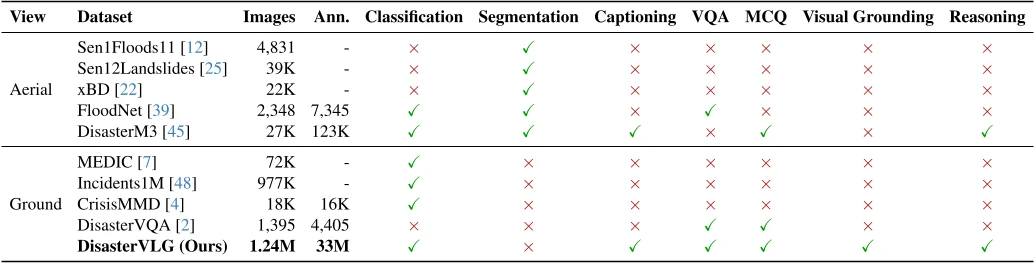 View Dataset Images Ann. Classification Segmentation Captioning VQA MCQ Visual Grounding Reasoning
Sen1Floods11 [12] 4,831 - × ✓ × × × × ×
Sen12Landslides [25] 39K - × ✓ × × × × ×
Aerial xBD [22] 22K - × ✓ × × × × ×
FloodNet [39] 2,348 7,345 ✓ ✓ × ✓ × × ×
DisasterM3 [45] 27K 123K ✓ ✓ ✓ × ✓ × ✓
MEDIC [7] 72K - ✓ × × × × × ×
Incidents1M [48] 977K - ✓ × × × × × ×
Ground CrisisMMD [4] 18K 16K ✓ × × × × × ×
DisasterVQA [2] 1,395 4,405 × × × ✓ ✓ × ×
DisasterVLG (Ours) 1.24M 33M ✓ × ✓ ✓ ✓ ✓ ✓